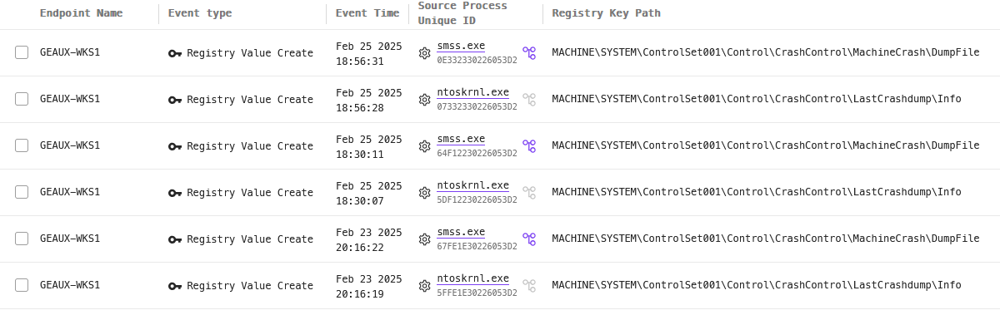 Endpoint Name Event type Event Time Source Process Unique ID Registry Key Path
GEAUX-WKS1 Registry Value Create Feb 25 2025 18:56:31 smss.exe 0E332330226053D2 MACHINE\SYSTEM\ControlSet001\Control\CrashControl\MachineCrash\DumpFile
GEAUX-WKS1 Registry Value Create Feb 25 2025 18:56:28 ntoskrnl.exe 07332330226053D2 MACHINE\SYSTEM\ControlSet001\Control\CrashControl\LastCrashdump\Info
GEAUX-WKS1 Registry Value Create Feb 25 2025 18:30:11 smss.exe 64F12230226053D2 MACHINE\SYSTEM\ControlSet001\Control\CrashControl\MachineCrash\DumpFile
GEAUX-WKS1 Registry Value Create Feb 25 2025 18:30:07 ntoskrnl.exe 5DF12230226053D2 MACHINE\SYSTEM\ControlSet001\Control\CrashControl\LastCrashdump\Info
GEAUX-WKS1 Registry Value Create Feb 23 2025 20:16:22 smss.exe 67FE1E30226053D2 MACHINE\SYSTEM\ControlSet001\Control\CrashControl\MachineCrash\DumpFile
GEAUX-WKS1 Registry Value Create Feb 23 2025 20:16:19 ntoskrnl.exe 5FFE1E30226053D2 MACHINE\SYSTEM\ControlSet001\Control\CrashControl\LastCrashdump\Info